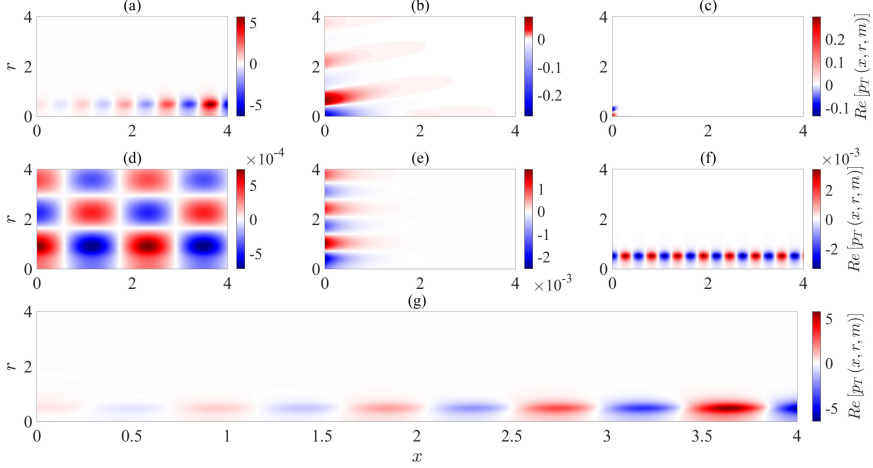 (a) (b) (c)
4 5 4 0 4 0.3
r 2 0 2 -0.1 2 0.2 0.1 0 Re [p_T (x, r, m)]
0 -5 0 -0.2 0 -0.1
0 2 4 0 2 4 0 2 4
(d) ×10^-4 (e) (f) ×10^-3
4 5 4 1 4 2
r 2 0 2 0 -1 2 0 Re [p_T (x, r, m)]
0 -5 0 -2 0 -2
0 2 4 0 2 4 ×10^-3 0 2 4
(g)
4 5
r 2 0 Re [p_T (x, r, m)]
0 -5
0 0.5 1 1.5 2 2.5 3 3.5 4
x